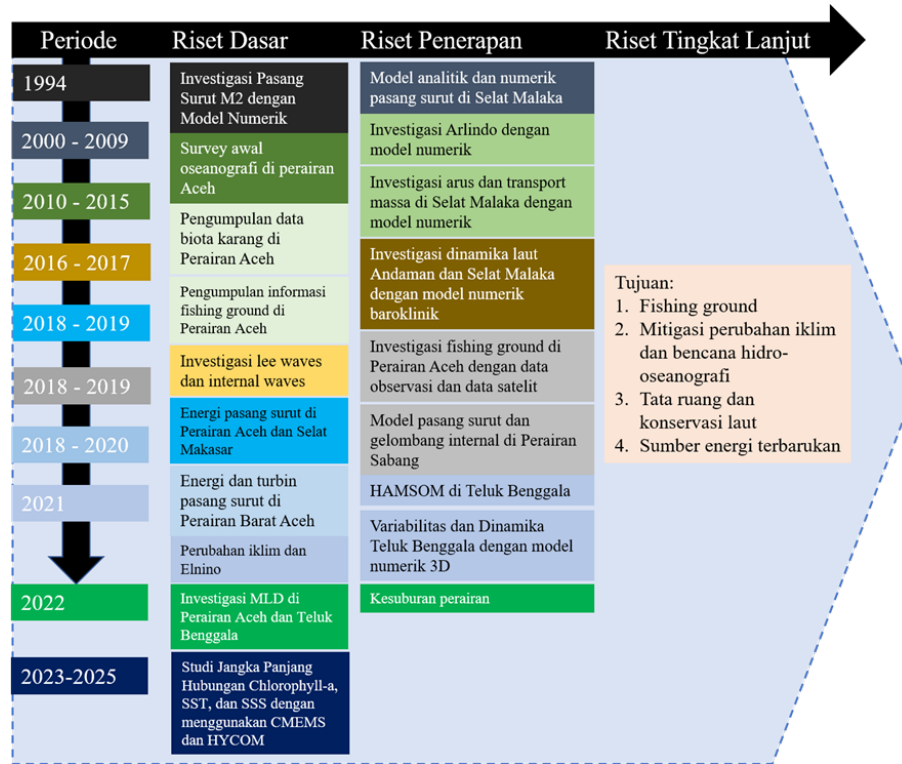 Periode
Riset Dasar
Riset Penerapan
Riset Tingkat Lanjut
1994
2000 - 2009
2010 - 2015
2016 - 2017
2018 - 2019
2018 - 2019
2018 - 2020
2021
2022
2023-2025
Investigasi Pasang
Surut M2 dengan
Model Numerik
Survey awal
oseanografi di perairan
Aceh
Pengumpulan data
biota karang di
Perairan Aceh
Pengumpulan informasi
fishing ground di
Perairan Aceh
Investigasi lee waves
dan internal waves
Energi pasang surut di
Perairan Aceh dan Selat
Makasar
Energi dan turbin
pasang surut di
Perairan Barat Aceh
Perubahan iklim dan
Elnino
Investigasi MLD di
Perairan Aceh dan Teluk
Benggala
Studi Jangka Panjang
Hubungan Chlorophyll-a,
SST, dan SSS dengan
menggunakan CMEMS
dan HYCOM
Model analitik dan numerik
pasang surut di Selat Malaka
Investigasi Arlindo dengan
model numerik
Investigasi arus dan transport
massa di Selat Malaka dengan
model numerik
Investigasi dinamika laut
Andaman dan Selat Malaka
dengan model numerik
baroklinik
Investigasi fishing ground di
Perairan Aceh dengan data
observasi dan data satelit
Model pasang surut dan
gelombang internal di Perairan
Sabang
HAMSOM di Teluk Benggala
Variabilitas dan Dinamika
Teluk Benggala dengan model
numerik 3D
Kesuburan perairan
Tujuan:
1. Fishing ground
2. Mitigasi perubahan iklim
dan bencana hidro-
oseanografi
3. Tata ruang dan
konservasi laut
4. Sumber energi terbarukan